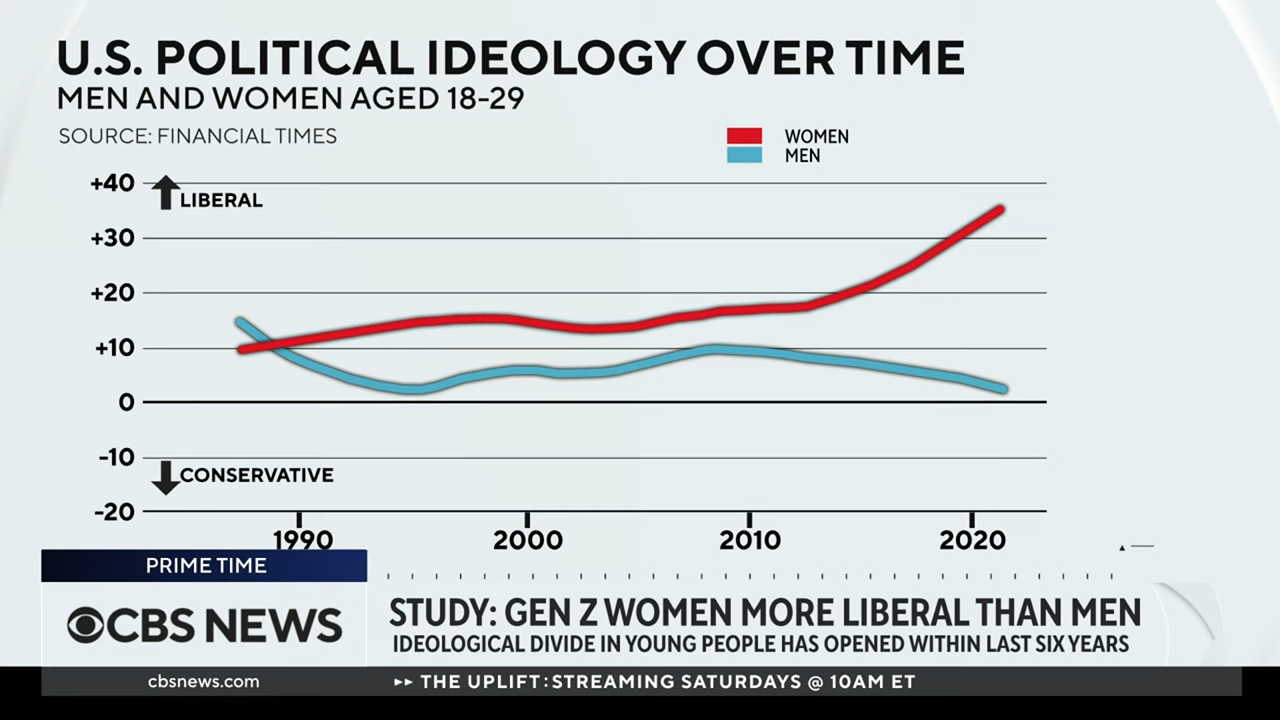 U.S. POLITICAL IDEOLOGY OVER TIME
MEN AND WOMEN AGED 18-29
SOURCE: FINANCIAL TIMES
WOMEN
MEN
+40
LIBERAL
+30
+20
+10
0
-10
CONSERVATIVE
-20
1990 2000 2010 2020
PRIME TIME
CBS NEWS
STUDY: GEN Z WOMEN MORE LIBERAL THAN MEN
IDEOLOGICAL DIVIDE IN YOUNG PEOPLE HAS OPENED WITHIN LAST SIX YEARS
cbsnews.com
THE UPLIFT: STREAMING SATURDAYS @ 10AM ET